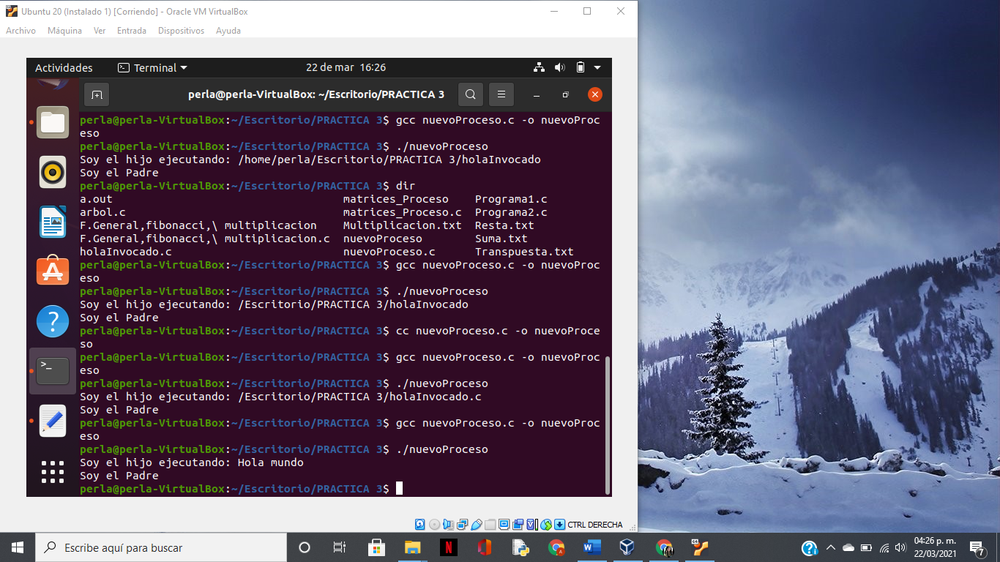 Ubuntu 20 (Instalado 1) [Corriendo] - Oracle VM VirtualBox
Archivo Máquina Ver Entrada Dispositivos Ayuda
Actividades Terminal 22 de mar 16:26
perla@perla-VirtualBox: ~/Escritorio/PRACTICA 3
perla@perla-VirtualBox:~/Escritorio/PRACTICA 3$ gcc nuevoProceso.c -o nuevoProc
eso
perla@perla-VirtualBox:~/Escritorio/PRACTICA 3$ ./nuevoProceso
Soy el hijo ejecutando: /home/perla/Escritorio/PRACTICA 3/holaInvocado
Soy el Padre
perla@perla-VirtualBox:~/Escritorio/PRACTICA 3$ dir
a.out matrices_Proceso Programa1.c
arbol.c matrices_Proceso.c Programa2.c
F.General,fibonacci,\ multiplicacion Multiplicacion.txt Resta.txt
F.General,fibonacci,\ multiplicacion.c nuevoProceso Suma.txt
holaInvocado.c nuevoProceso.c Transpuesta.txt
perla@perla-VirtualBox:~/Escritorio/PRACTICA 3$ gcc nuevoProceso.c -o nuevoProc
eso
perla@perla-VirtualBox:~/Escritorio/PRACTICA 3$ ./nuevoProceso
Soy el hijo ejecutando: /Escritorio/PRACTICA 3/holaInvocado
Soy el Padre
perla@perla-VirtualBox:~/Escritorio/PRACTICA 3$ cc nuevoProceso.c -o nuevoProce
so
perla@perla-VirtualBox:~/Escritorio/PRACTICA 3$ gcc nuevoProceso.c -o nuevoProc
eso
perla@perla-VirtualBox:~/Escritorio/PRACTICA 3$ ./nuevoProceso
Soy el hijo ejecutando: /Escritorio/PRACTICA 3/holaInvocado.c
Soy el Padre
perla@perla-VirtualBox:~/Escritorio/PRACTICA 3$ gcc nuevoProceso.c -o nuevoProc
eso
perla@perla-VirtualBox:~/Escritorio/PRACTICA 3$ ./nuevoProceso
Soy el hijo ejecutando: Hola mundo
Soy el Padre
perla@perla-VirtualBox:~/Escritorio/PRACTICA 3$
CTRL DERECHA
Escribe aquí para buscar
04:26 p. m.
22/03/2021
7